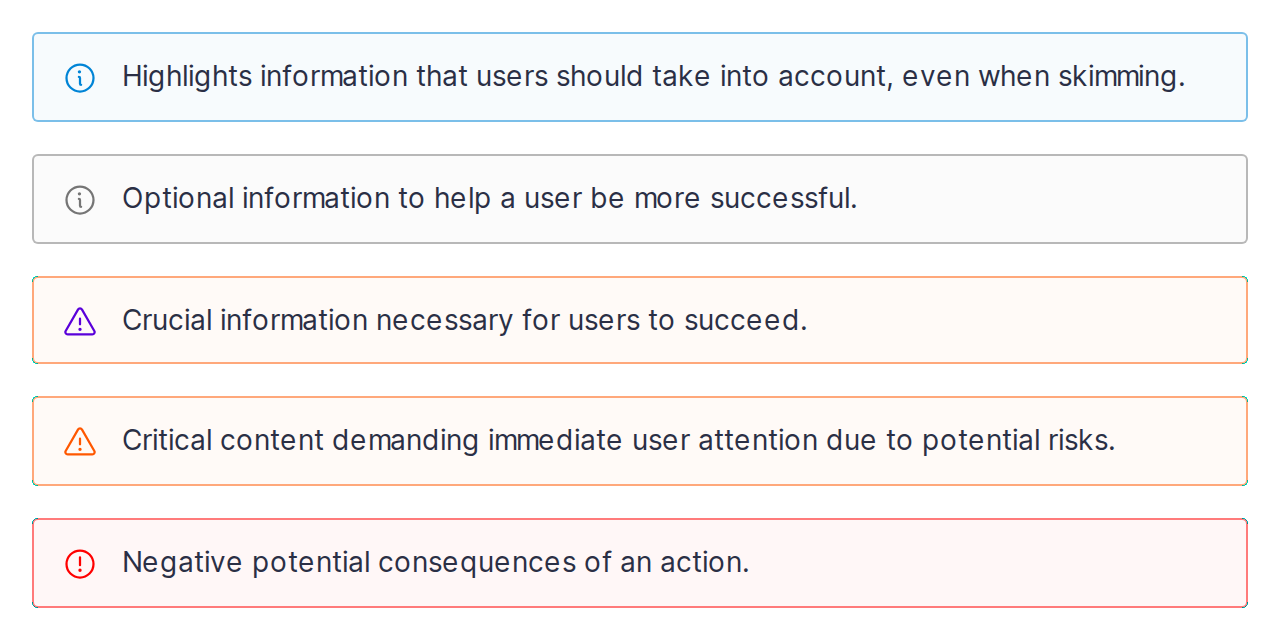 Highlights information that users should take into account, even when skimming.
Optional information to help a user be more successful.
Crucial information necessary for users to succeed.
Critical content demanding immediate user attention due to potential risks.
Negative potential consequences of an action.